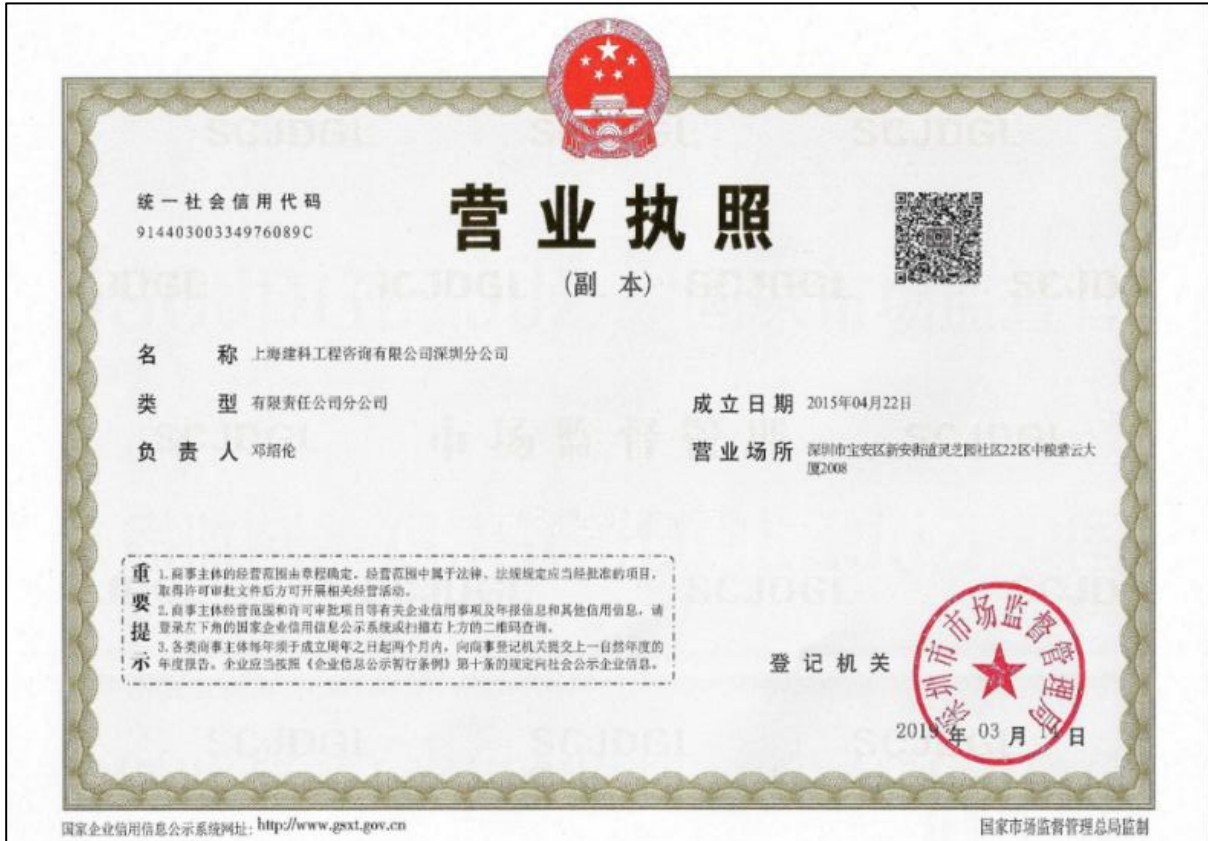 统一社会信用代码
91440300334976089C
营业执照
(副 本)
名 称 上海建科工程咨询有限公司深圳分公司
类 型 有限责任公司分公司
成立日期 2015年04月22日
负责人 邓绍伦
营业场所 深圳市宝安区新安街道灵芝园社区22区中粮紫云大
厦2008
重要提示
1.商事主体的经营范围由章程确定。经营范围中属于法律、法规规定应当经批准的项目,
取得许可审批文件后方可开展相关经营活动。
2.商事主体经营范围和许可审批项目等有关企业信用事项及年报信息和其他信用信息,请
登录左下角的国家企业信用信息公示系统或扫描右上方的二维码查询。
3.各类商事主体每年须于成立周年之日起两个月内,向商事登记机关提交上一自然年度的
年度报告。企业应当按照《企业信息公示暂行条例》第十条的规定向社会公示企业信息。
登记机关
深圳市市场监督管理局
2019年03月14日
国家企业信用信息公示系统网址:http://www.gsxt.gov.cn
国家市场监督管理总局监制
SCJDGL